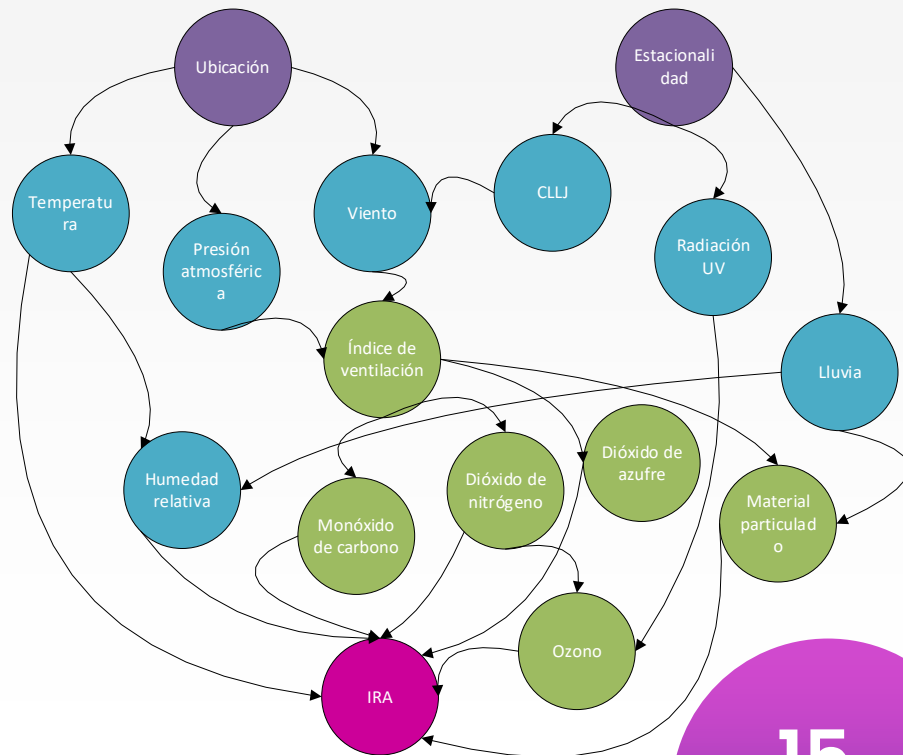 Ubicación
Estacionali
dad
Temperatu
ra
Viento
CLLJ
Presión
atmosféric
a
Radiación
UV
Índice de
ventilación
Lluvia
Humedad
relativa
Monóxido
de carbono
Dióxido de
nitrógeno
Dióxido de
azufre
Material
particulad
o
Ozono
IRA
15